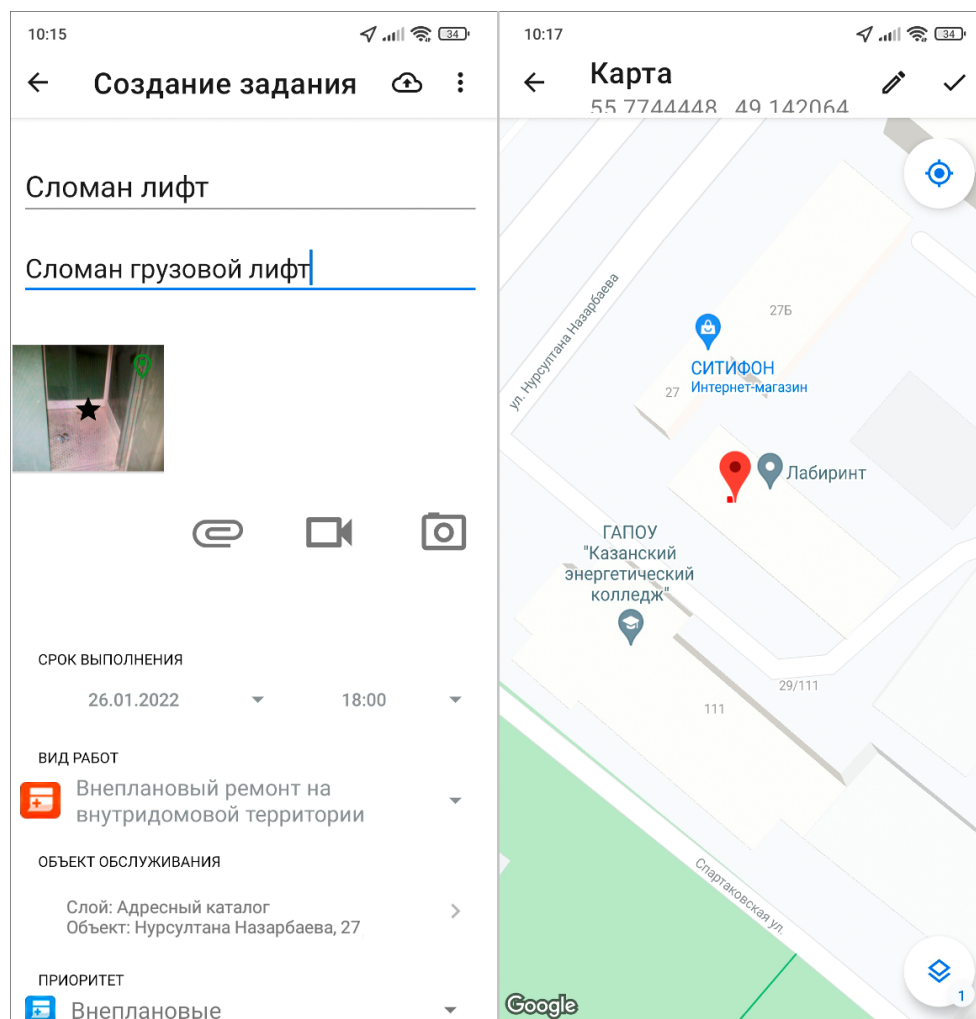 10:15
34
Создание задания
Сломан лифт
Сломан грузовой лифт
СРОК ВЫПОЛНЕНИЯ
26.01.2022
18:00
ВИД РАБОТ
Внеплановый ремонт на
внутридомовой территории
ОБЪЕКТ ОБСЛУЖИВАНИЯ
Слой: Адресный каталог
Объект: Нурсултана Назарбаева, 27
ПРИОРИТЕТ
Внеплановые
10:17
34
Карта
55.7744448 49.142064
ул. Нурсултана Назарбаева
27Б
СИТИФОН
Интернет-магазин
27
Лабиринт
ГАПОУ
"Казанский
энергетический
колледж"
29/111
111
Спартаковская ул.
Google
1